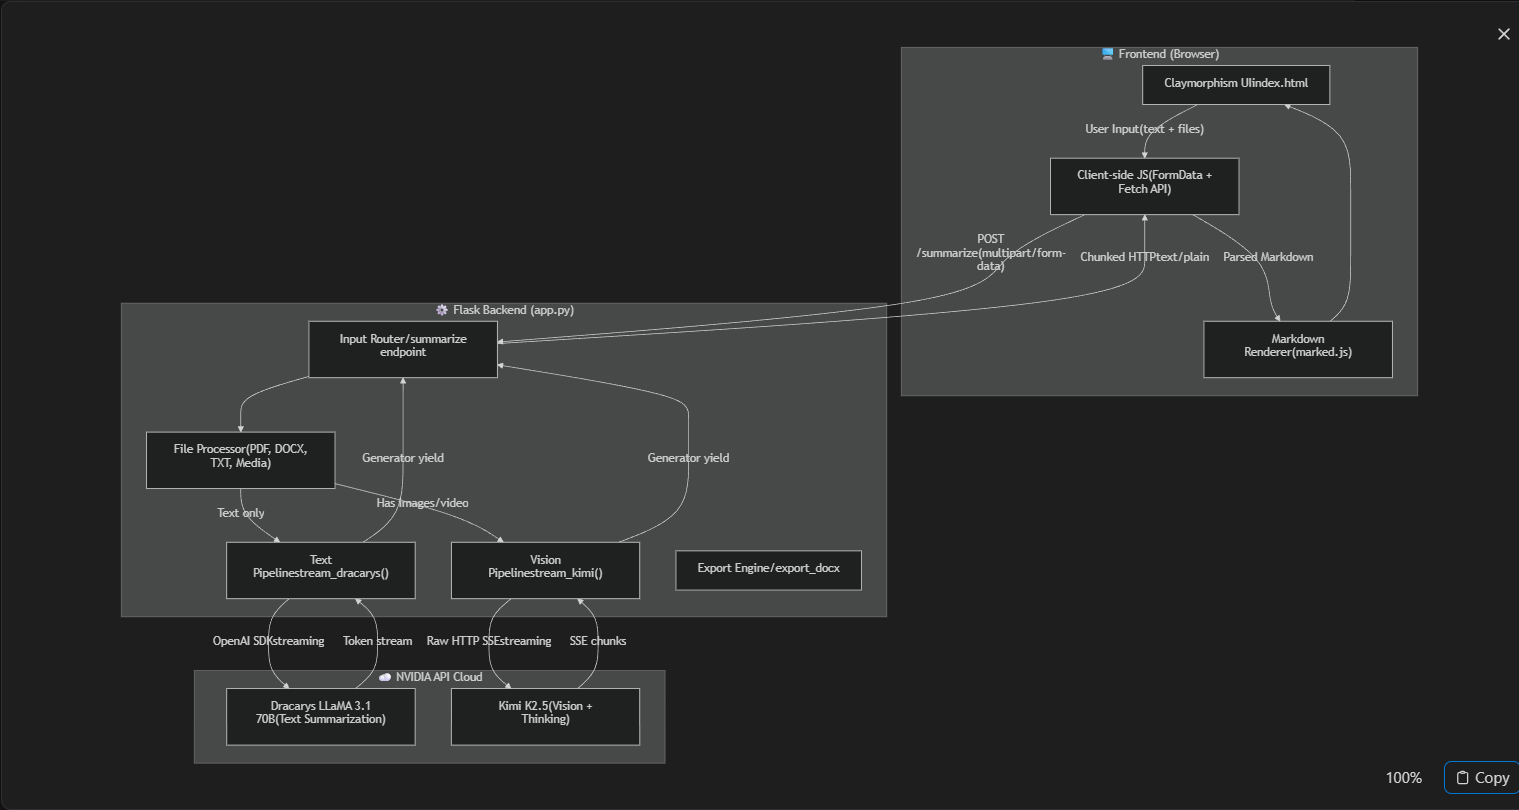 Frontend (Browser)
Claymorphism UIindex.html
User Input(text + files)
Client-side JS(FormData +
Fetch API)
POST
/summarize(multipart/form-
data)
Chunked HTTPtext/plain
Parsed Markdown
Markdown
Renderer(marked.js)
Flask Backend (app.py)
Input Router/summarize
endpoint
File Processor(PDF, DOCX,
TXT, Media)
Generator yield
Generator yield
Text only
Has images/video
Text
Pipelinestream_dracarys()
Vision
Pipelinestream_kimi()
Export Engine/export_docx
OpenAI SDKstreaming
Token stream
Raw HTTP SSEstreaming
SSE chunks
NVIDIA API Cloud
Dracarys LLaMA 3.1
70B(Text Summarization)
Kimi K2.5(Vision +
Thinking)
100%
Copy